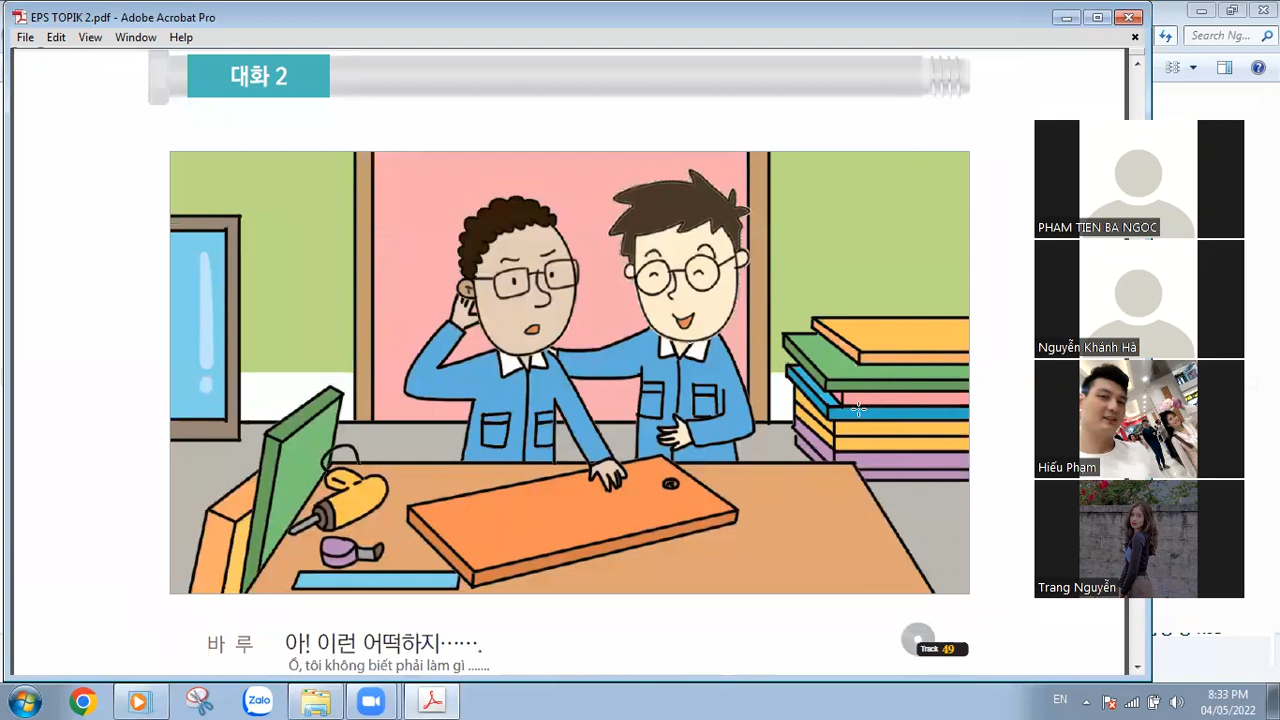 EPS TOPIK 2.pdf - Adobe Acrobat Pro
File Edit View Window Help
Search Ng...
대화 2
PHAM TIEN BA NGOC
Nguyễn Khánh Hà
Hiếu Phạm
Trang Nguyễn
바 루 아! 이런 어떡하지…….
Ồ, tôi không biết phải làm gì .......
Track 49
Zalo
EN
8:33 PM
04/05/2022